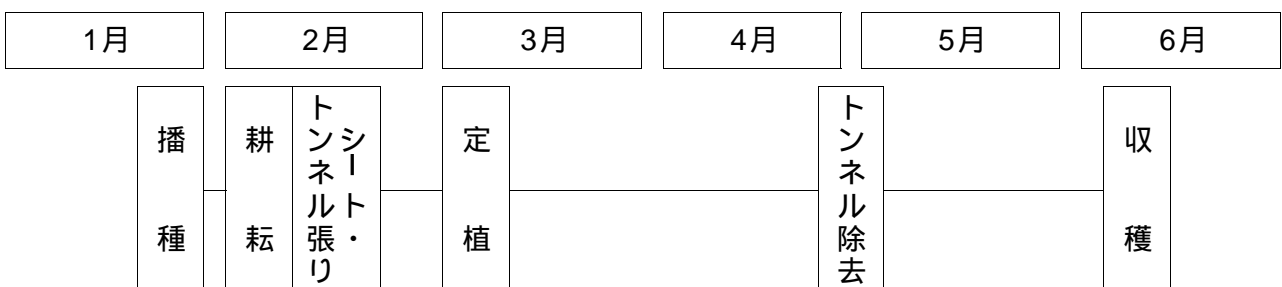 1月 2月 3月 4月 5月 6月
播種
耕耘
シート・
トンネル張り
定植
トンネル除去
収穫